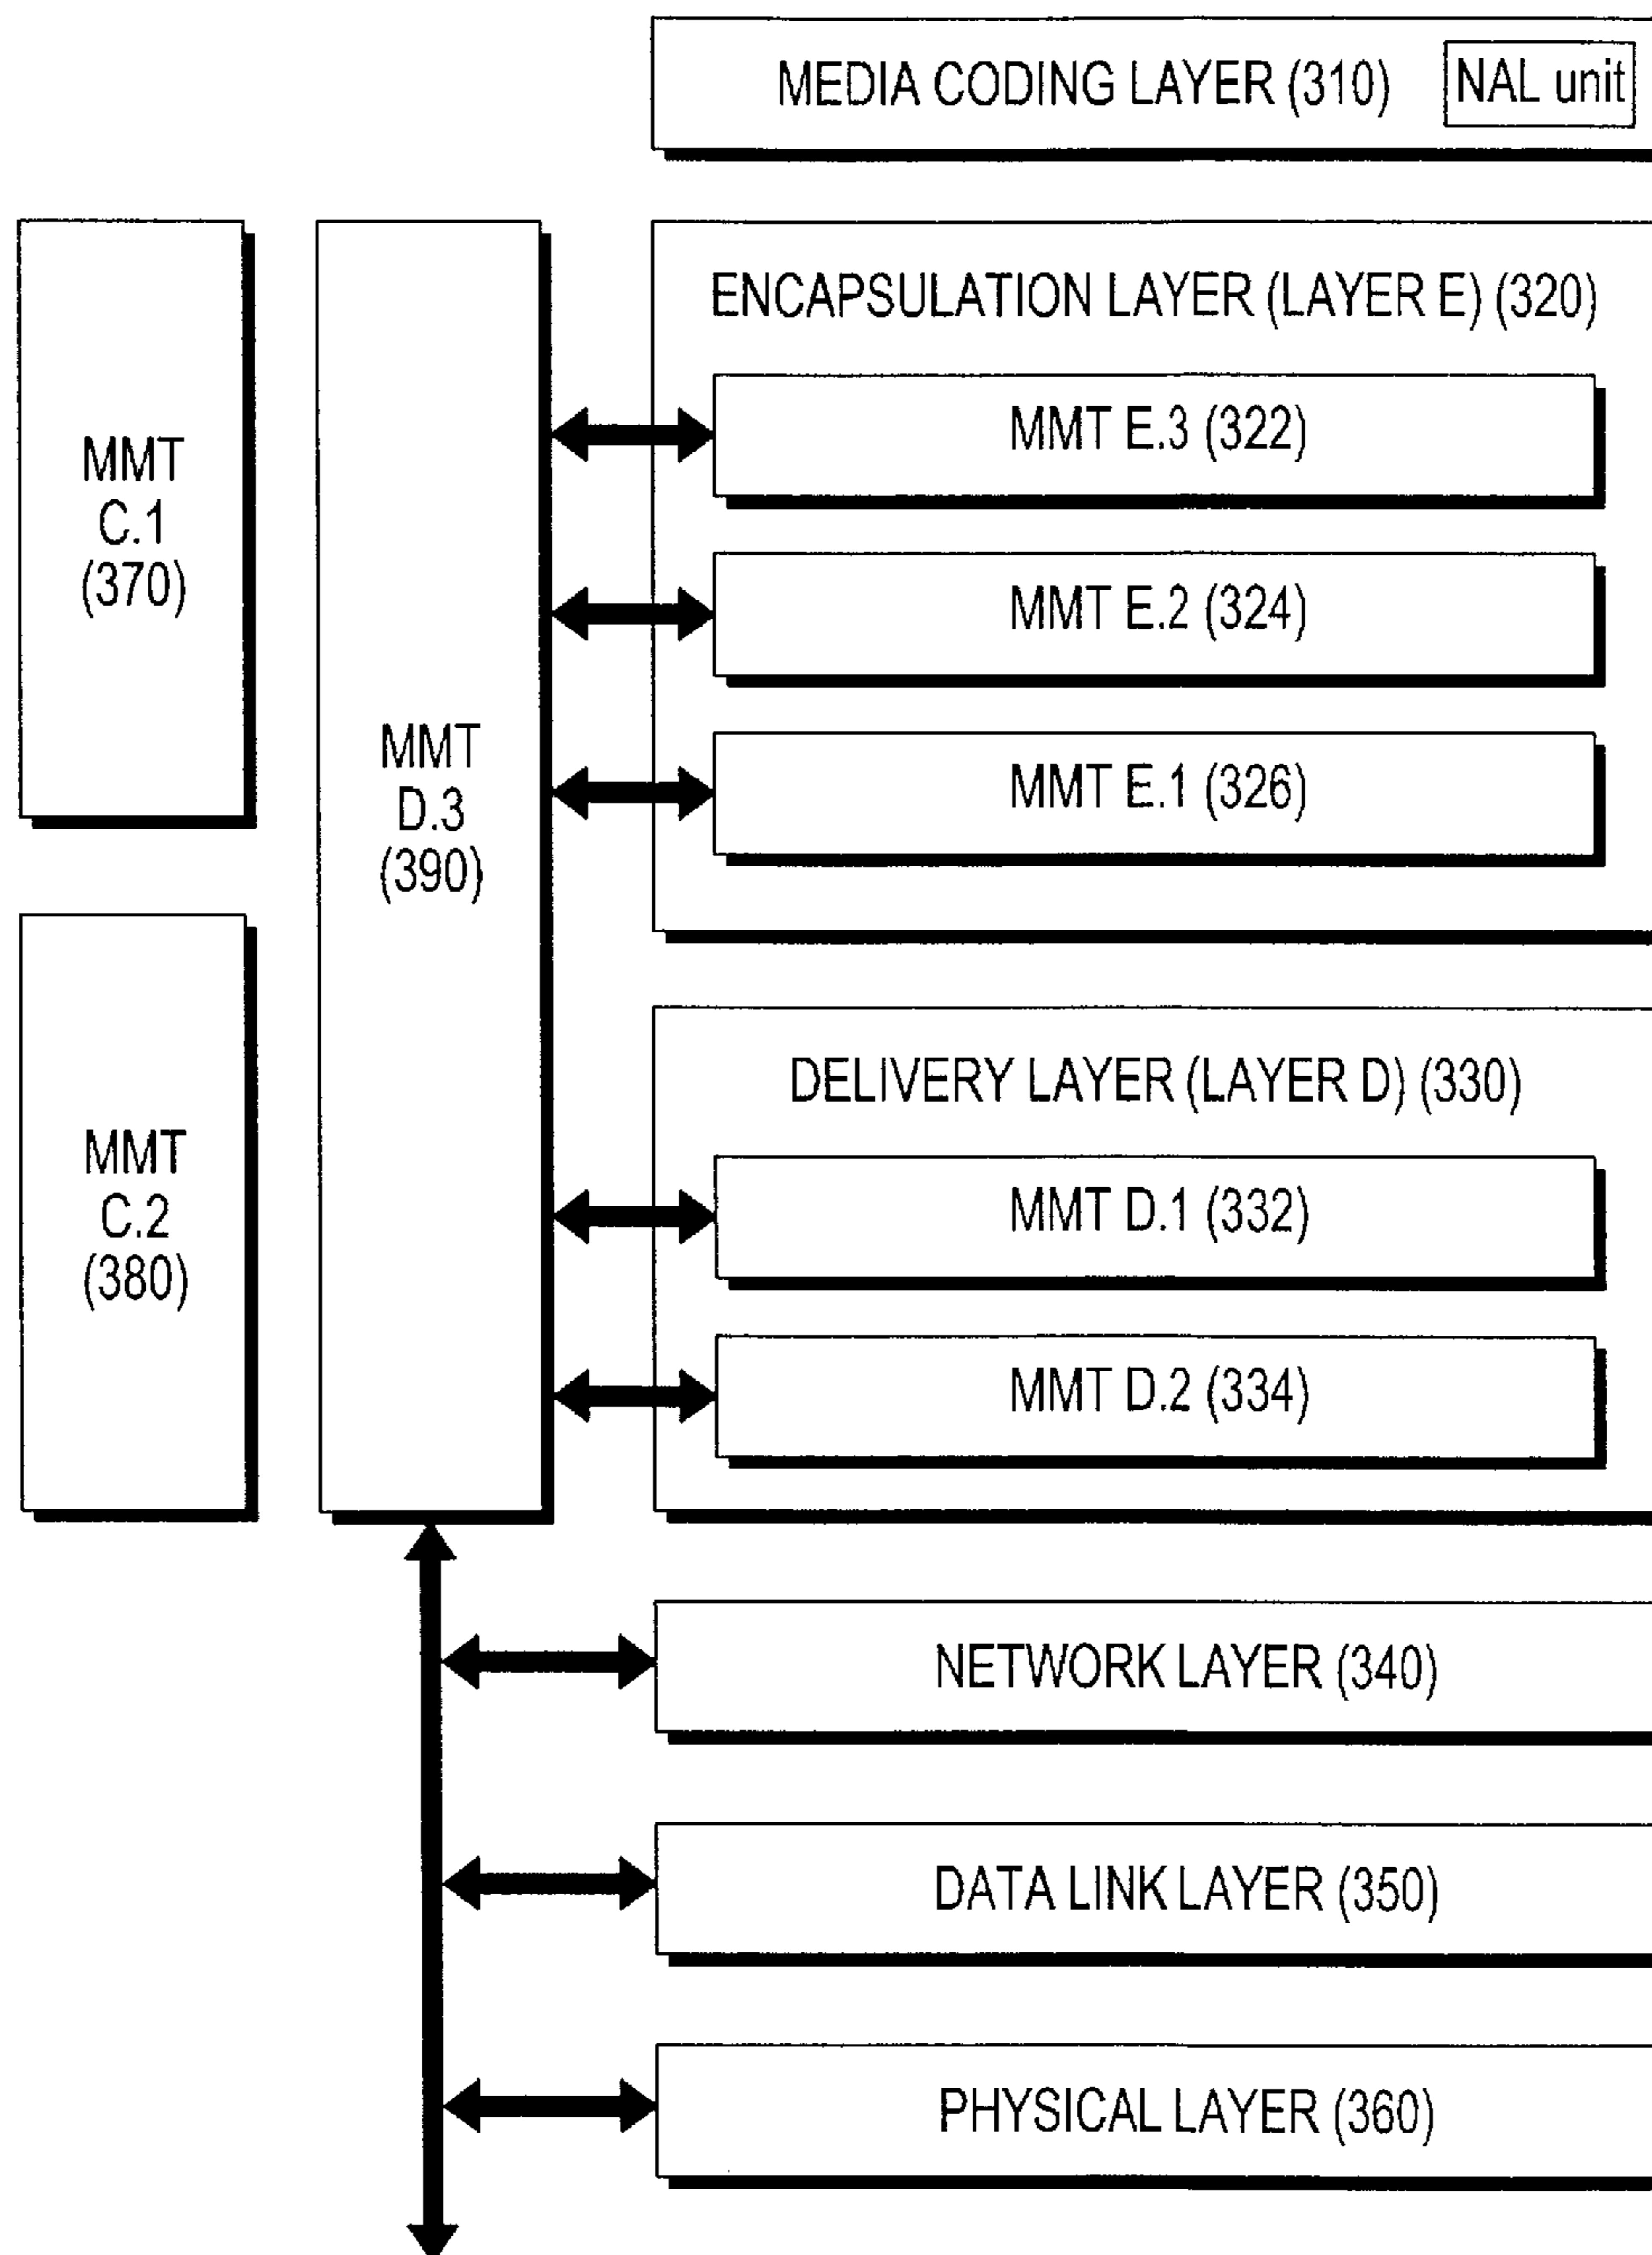 MEDIA CODING LAYER (310)
NAL unit
ENCAPSULATION LAYER (LAYER E) (320)
MMT E.3 (322)
MMT E.2 (324)
MMT E.1 (326)
MMT
C.1
(370)
MMT
D.3
(390)
MMT
C.2
(380)
DELIVERY LAYER (LAYER D) (330)
MMT D.1 (332)
MMT D.2 (334)
NETWORK LAYER (340)
DATA LINK LAYER (350)
PHYSICAL LAYER (360)